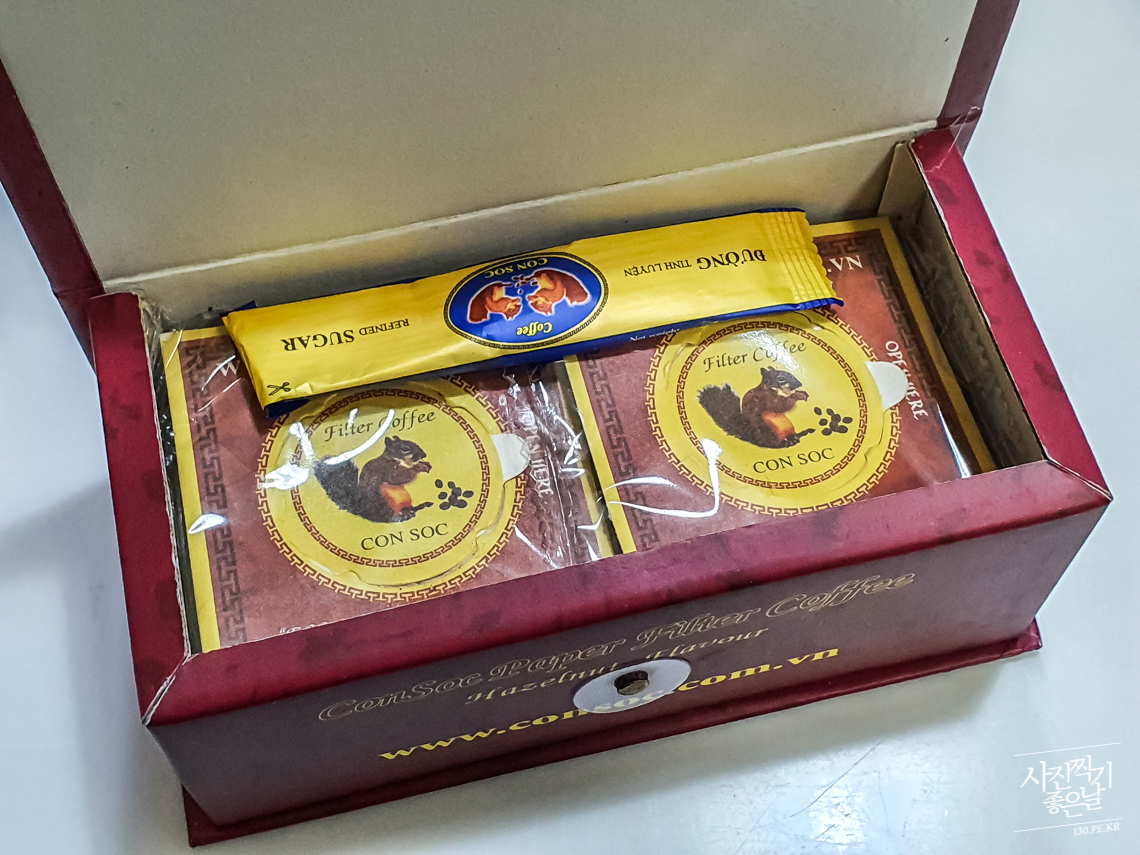 ĐƯỜNG TINH LUYỆN
CON SOC
Coffee
REFINED SUGAR
.VN
OPEN HERE
Filter Coffee
CON SOC
Filter Coffee
CON SOC
ConSoc Paper Filter Coffee
Hazelnut Flavour
www.consoc.com.vn
사진찍기
좋은날
130.PE.KR